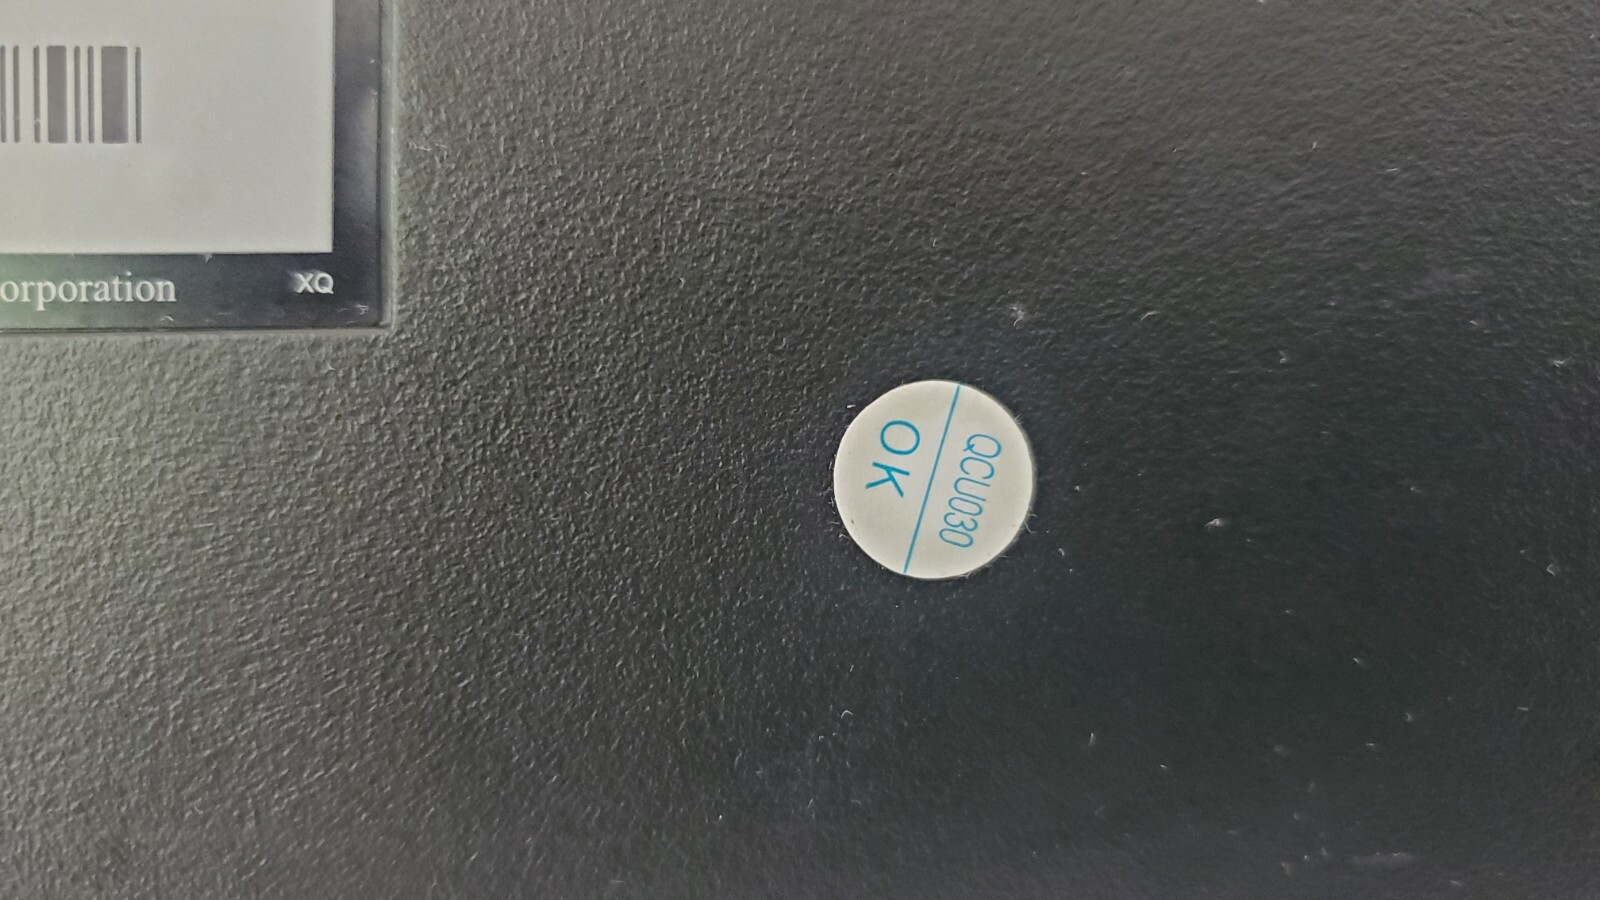 orporation
XQ
QCU030
OK